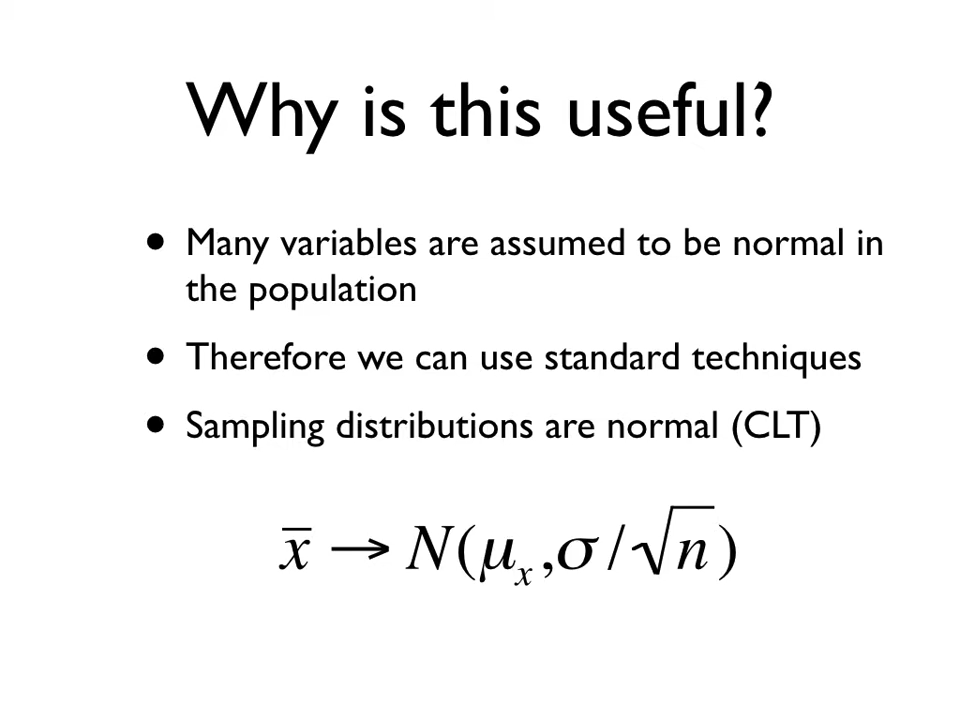 Why is this useful?
• Many variables are assumed to be normal in
the population
• Therefore we can use standard techniques
• Sampling distributions are normal (CLT)
x̅ → N(μₓ,σ/√n)